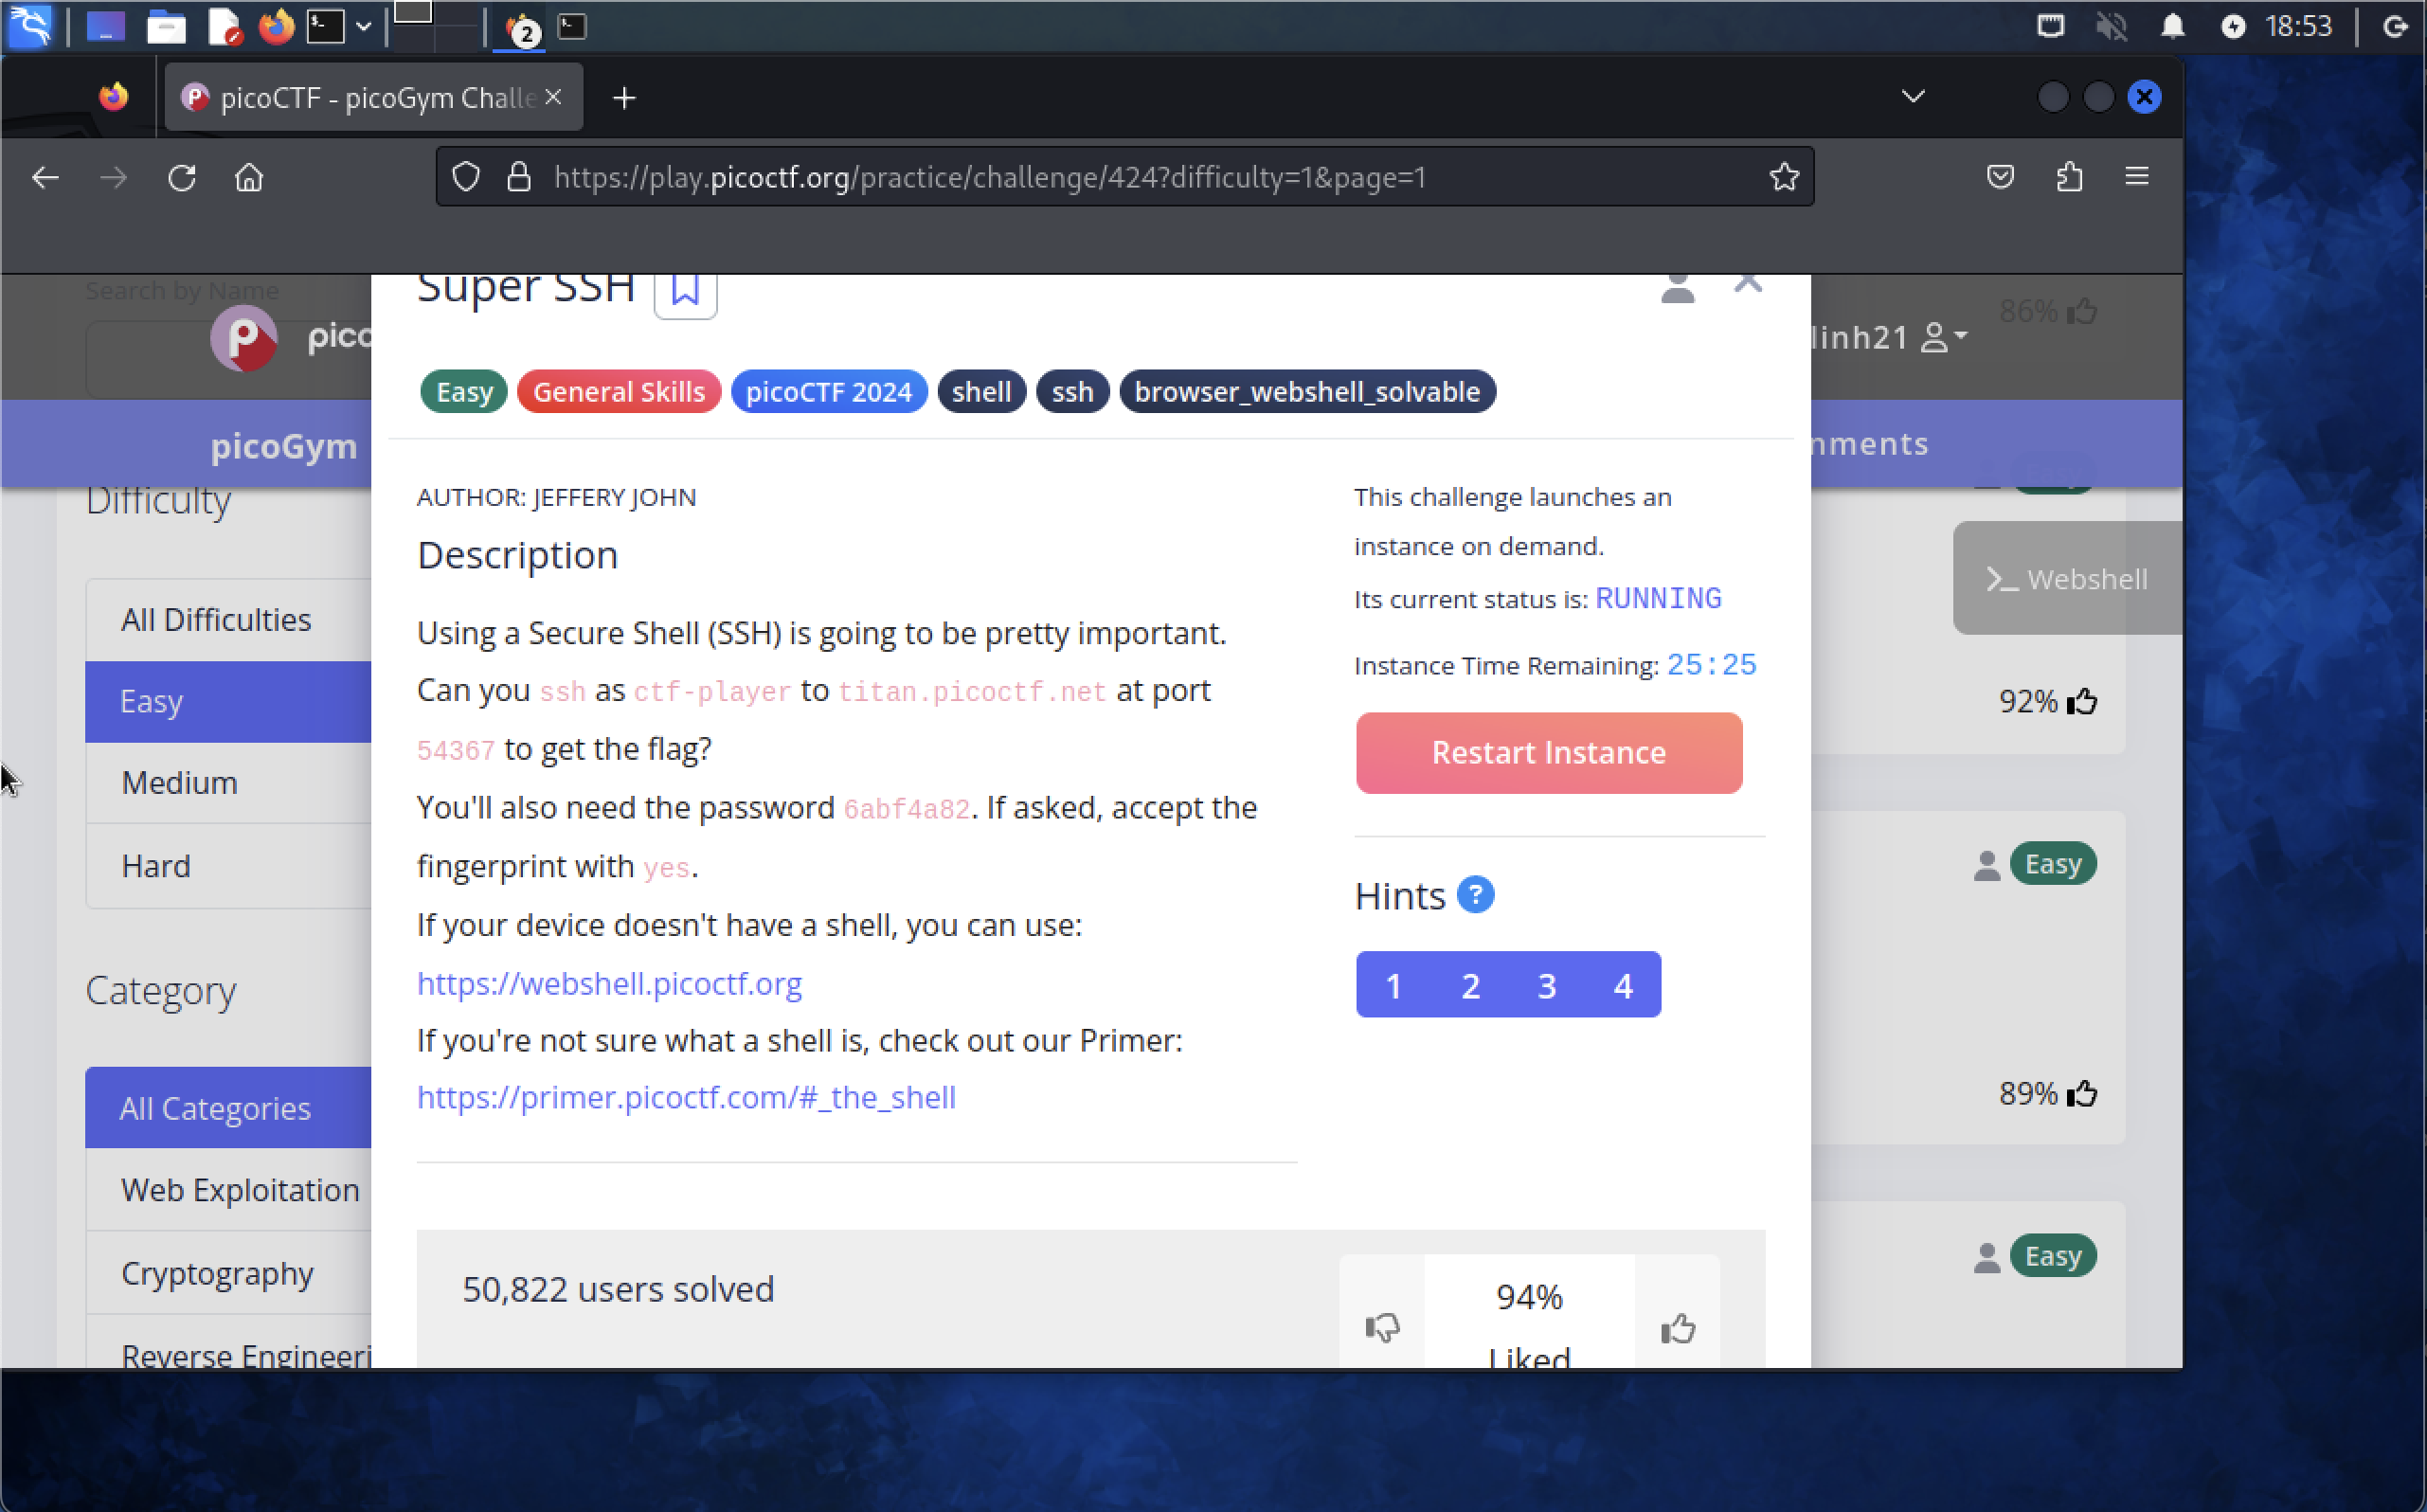 18:53
picoCTF - picoGym Challe
https://play.picoctf.org/practice/challenge/424?difficulty=1&page=1
Search by Name
pico
linh21
86%
picoGym
nments
Difficulty
All Difficulties
Easy
Medium
Hard
Category
All Categories
Web Exploitation
Cryptography
Reverse Engineeri
Super SSH
Easy
General Skills
picoCTF 2024
shell
ssh
browser_webshell_solvable
AUTHOR: JEFFERY JOHN
Description
Using a Secure Shell (SSH) is going to be pretty important.
Can you ssh as ctf-player to titan.picoctf.net at port
54367 to get the flag?
You'll also need the password 6abf4a82. If asked, accept the
fingerprint with yes.
If your device doesn't have a shell, you can use:
https://webshell.picoctf.org
If you're not sure what a shell is, check out our Primer:
https://primer.picoctf.com/#_the_shell
This challenge launches an
instance on demand.
Its current status is: RUNNING
Instance Time Remaining: 25:25
Restart Instance
Hints ?
1 2 3 4
50,822 users solved
94%
Liked
>_ Webshell
92%
Easy
89%
Easy
2